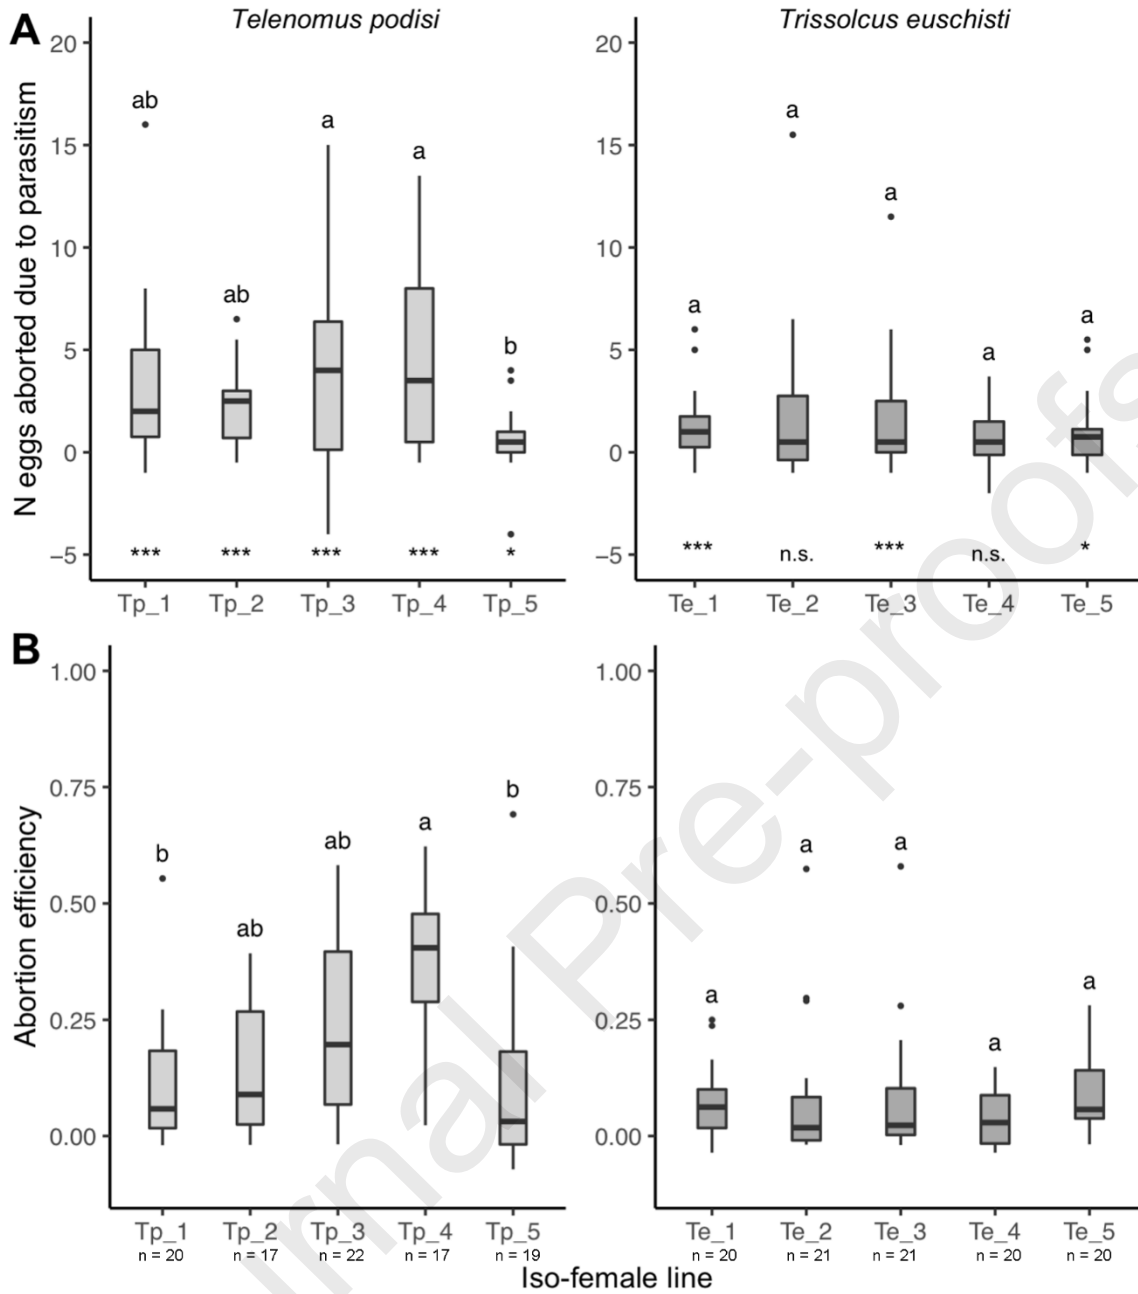 A
Telenomus podisi
Trissolcus euschisti
N eggs aborted due to parasitism
20
15
10
5
0
−5
ab
ab
a
a
b
***
***
***
***
*
Tp_1 Tp_2 Tp_3 Tp_4 Tp_5
20
15
10
5
0
−5
a
a
a
a
a
***
n.s.
***
n.s.
*
Te_1 Te_2 Te_3 Te_4 Te_5
B
Abortion efficiency
1.00
0.75
0.50
0.25
0.00
b
ab
ab
a
b
Tp_1 Tp_2 Tp_3 Tp_4 Tp_5
n = 20 n = 17 n = 22 n = 17 n = 19
1.00
0.75
0.50
0.25
0.00
a
a
a
a
a
Te_1 Te_2 Te_3 Te_4 Te_5
n = 20 n = 21 n = 21 n = 20 n = 20
Iso-female line
rnal Pre-proofs